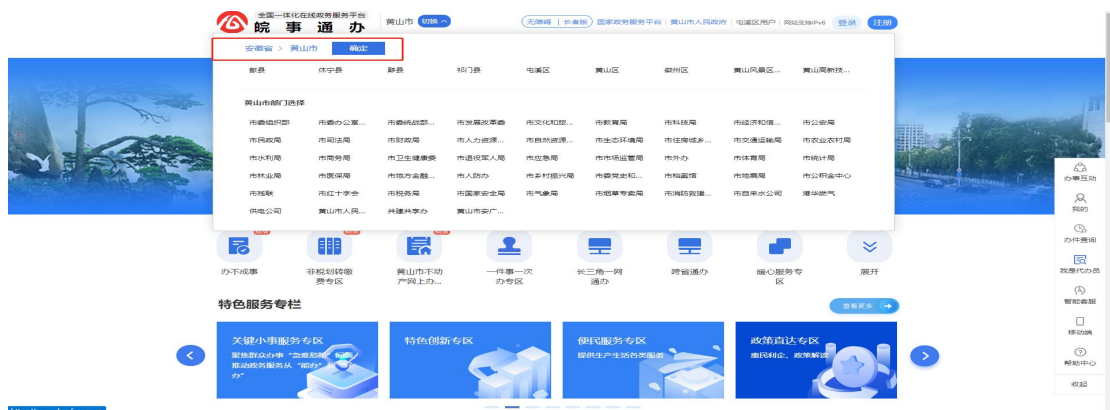 全国一体化在线政务服务平台
皖事通办
黄山市 切换
无障碍 | 长者版 国家政务服务平台 | 黄山市人民政府 | 屯溪区用户 | 网站支持IPv6 登录 注册
安徽省 > 黄山市 确定
歙县 休宁县 黟县 祁门县 屯溪区 黄山区 徽州区 黄山风景区... 黄山高新技...
黄山市部门选择
市委组织部 市委办公室... 市委统战部... 市发展改革委 市文化和旅... 市教育局 市科技局 市经济和信... 市公安局
市民政局 市司法局 市财政局 市人力资源... 市自然资源... 市生态环境局 市住房城乡... 市交通运输局 市农业农村局
市水利局 市商务局 市卫生健康委 市退役军人局 市应急局 市市场监管局 市外办 市体育局 市统计局
市林业局 市医保局 市地方金融... 市人防办 市乡村振兴局 市委党史和... 市档案馆 市地震局 市公积金中心
市残联 市红十字会 市税务局 市国家安全局 市气象局 市烟草专卖局 市消防救援... 市自来水公司 港华燃气
供电公司 黄山市人民... 共建共享办 黄山市安广...
办不成事 非税划转缴费专区 黄山市不动产网上办... 一件事一次办专区 长三角一网通办 跨省通办 暖心服务专区 展开
特色服务专栏 查看更多
关键小事服务专区
聚焦群众办事“急难愁盼”问题
推动政务服务从“能办”
办”
特色创新专区
便民服务专区
提供生产生活各类服务
政策直达专区
惠民利企、政策解读
办事互动
我的
办件查询
我是代办员
智能客服
移动端
帮助中心
收起